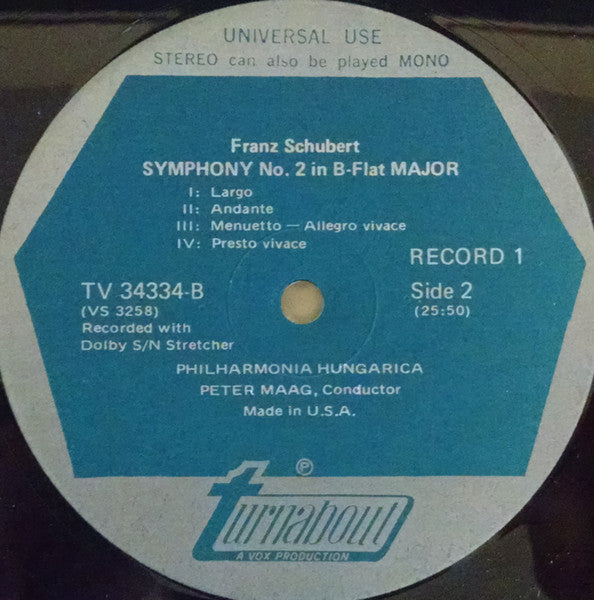 UNIVERSAL USE
STEREO can also be played MONO
Franz Schubert
SYMPHONY No. 2 in B-Flat MAJOR
I: Largo
II: Andante
III: Menuetto — Allegro vivace
IV: Presto vivace
RECORD 1
TV 34334-B
Side 2
(VS 3258)
(25:50)
Recorded with
Dolby S/N Stretcher
PHILHARMONIA HUNGARICA
PETER MAAG, Conductor
Made in U.S.A.
℗
turnabout
A VOX PRODUCTION